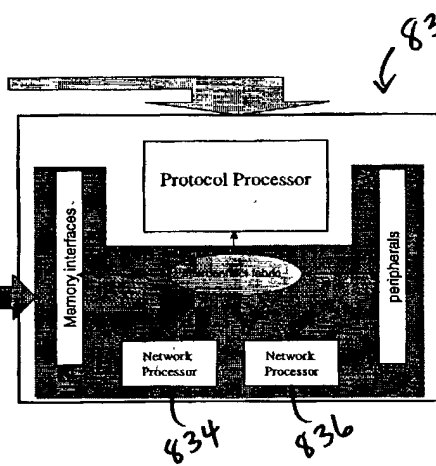 83
Protocol Processor
Memory interfaces
peripherals
Network
Processor
Network
Processor
834
836